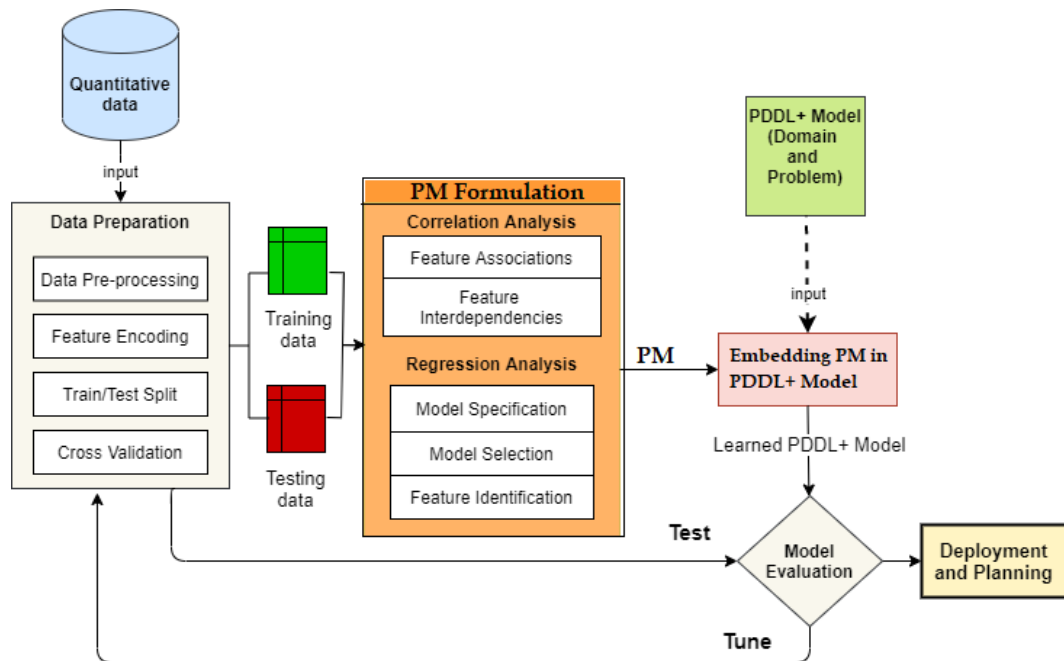 Quantitative
data
input
Data Preparation
Data Pre-processing
Feature Encoding
Train/Test Split
Cross Validation
Training
data
Testing
data
PM Formulation
Correlation Analysis
Feature Associations
Feature
Interdependencies
Regression Analysis
Model Specification
Model Selection
Feature Identification
PM
PDDL+ Model
(Domain
and
Problem)
input
Embedding PM in
PDDL+ Model
Learned PDDL+ Model
Test
Model
Evaluation
Tune
Deployment
and Planning